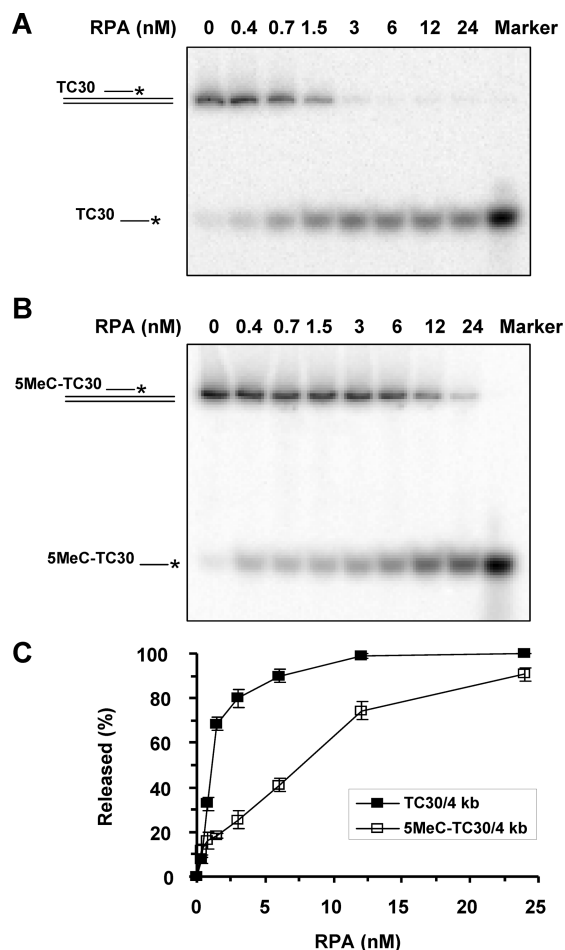 A
RPA (nM) 0 0.4 0.7 1.5 3 6 12 24 Marker
TC30 *
TC30 *
B
RPA (nM) 0 0.4 0.7 1.5 3 6 12 24 Marker
5MeC-TC30 *
5MeC-TC30 *
C
Released (%)
100
80
60
40
20
0
TC30/4 kb
5MeC-TC30/4 kb
0 5 10 15 20 25
RPA (nM)